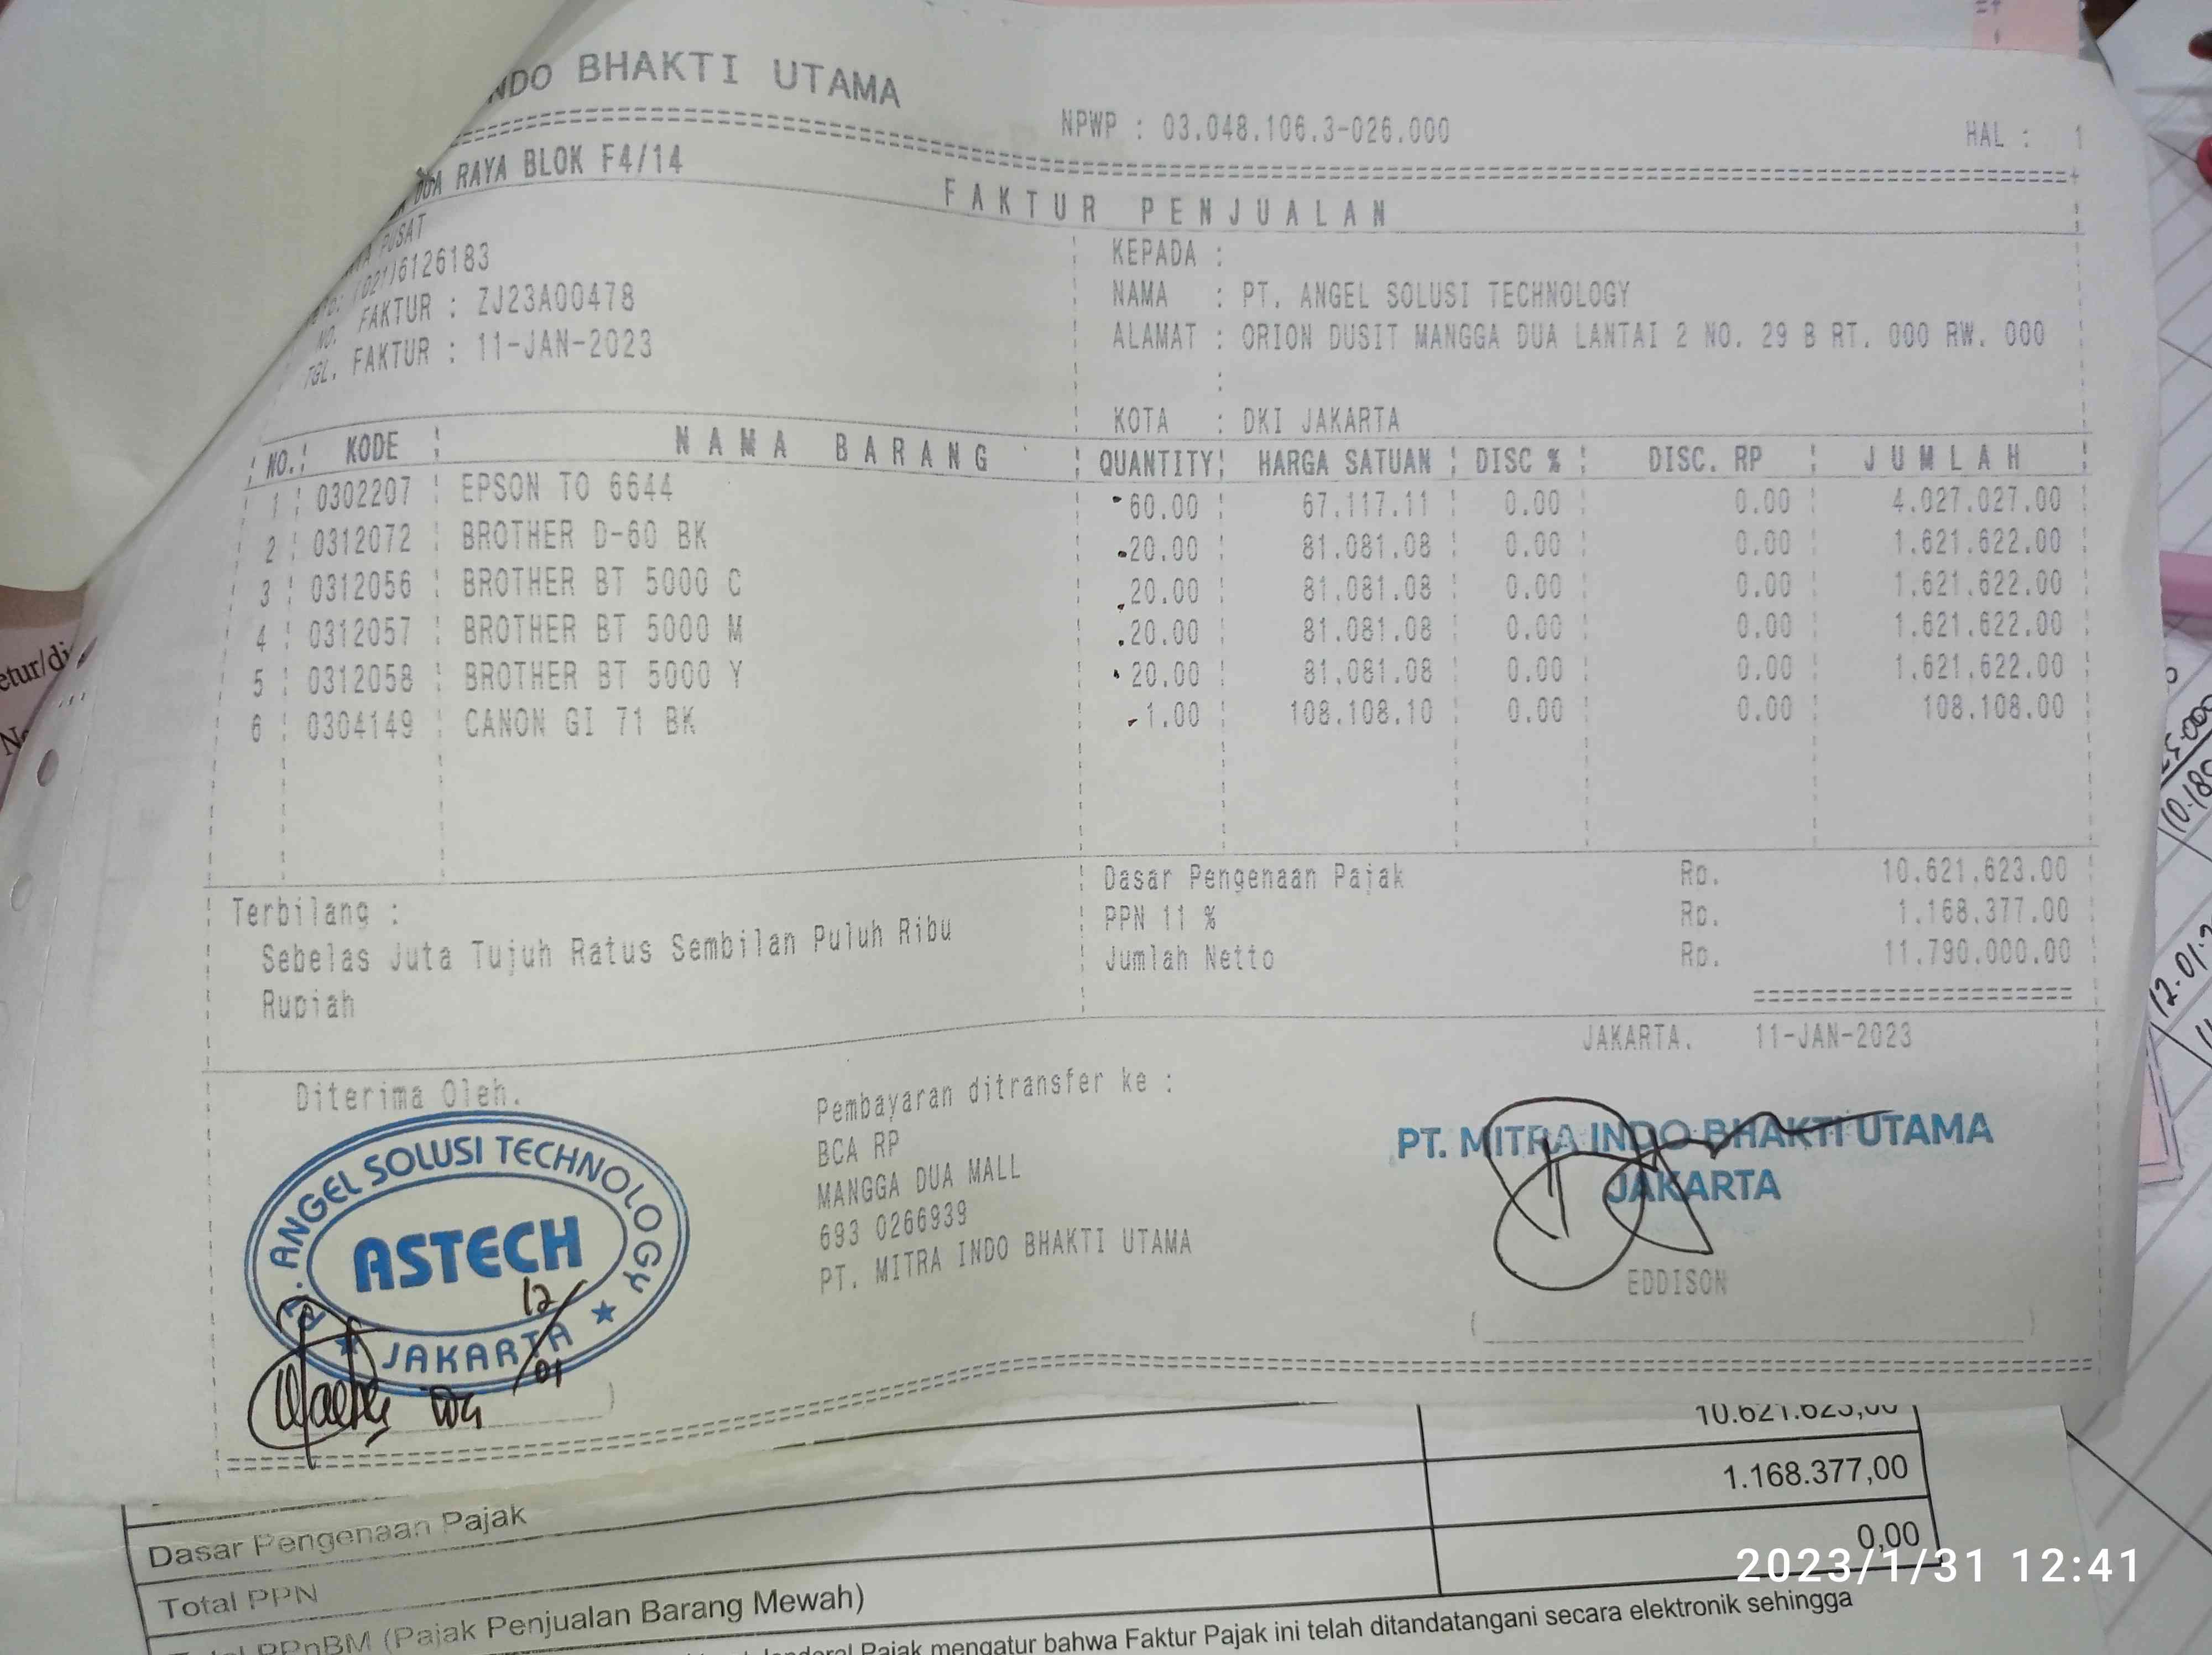 INDO BHAKTI UTAMA
NPWP : 03.048.106.3-026.000 HAL : 1
DUA RAYA BLOK F4/14
FAKTUR PENJUALAN
PUSAT
021/6126183
NO. FAKTUR : ZJ23A00478
TGL. FAKTUR : 11-JAN-2023
KEPADA :
NAMA : PT. ANGEL SOLUSI TECHNOLOGY
ALAMAT : ORION DUSIT MANGGA DUA LANTAI 2 NO. 29 B RT. 000 RW. 000
:
KOTA : DKI JAKARTA
NO. KODE NAMA BARANG QUANTITY HARGA SATUAN DISC % DISC. RP JUMLAH
1 0302207 EPSON TO 6644 60.00 67.117.11 0.00 0.00 4.027.027.00
2 0312072 BROTHER D-60 BK 20.00 81.081.08 0.00 0.00 1.621.622.00
3 0312056 BROTHER BT 5000 C 20.00 81.081.08 0.00 0.00 1.621.622.00
4 0312057 BROTHER BT 5000 M 20.00 81.081.08 0.00 0.00 1.621.622.00
5 0312058 BROTHER BT 5000 Y 20.00 81.081.08 0.00 0.00 1.621.622.00
6 0304149 CANON GI 71 BK 1.00 108.108.10 0.00 0.00 108.108.00
Dasar Pengenaan Pajak Rp. 10.621.623.00
PPN 11 % Rp. 1.168.377.00
Jumlah Netto Rp. 11.790.000.00
Terbilang :
Sebelas Juta Tujuh Ratus Sembilan Puluh Ribu
Rupiah
JAKARTA. 11-JAN-2023
Diterima Oleh.
Pembayaran ditransfer ke :
BCA RP
MANGGA DUA MALL
693 0266939
PT. MITRA INDO BHAKTI UTAMA
PT. ANGEL SOLUSI TECHNOLOGY
ASTECH
JAKARTA
12/01
PT. MITRA INDO BHAKTI UTAMA
JAKARTA
EDDISON
10.621.623,00
Dasar Pengenaan Pajak 1.168.377,00
Total PPN 0,00
Total PPnBM (Pajak Penjualan Barang Mewah)
Jenderal Pajak mengatur bahwa Faktur Pajak ini telah ditandatangani secara elektronik sehingga
2023/1/31 12:41